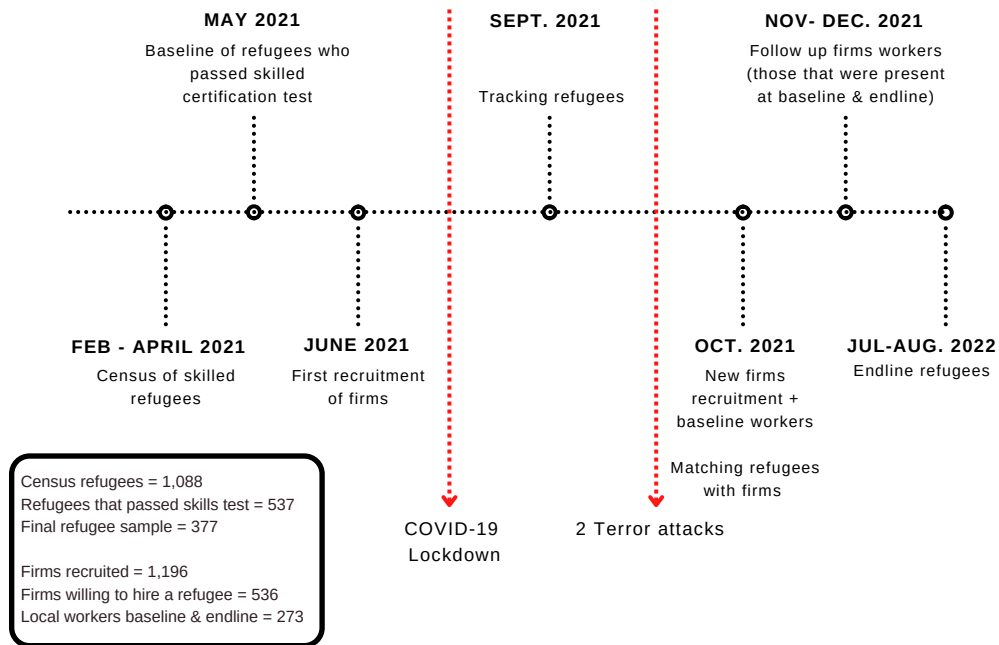 MAY 2021
Baseline of refugees who
passed skilled
certification test
SEPT. 2021
Tracking refugees
NOV- DEC. 2021
Follow up firms workers
(those that were present
at baseline & endline)
FEB - APRIL 2021
Census of skilled
refugees
JUNE 2021
First recruitment
of firms
OCT. 2021
New firms
recruitment +
baseline workers
Matching refugees
with firms
JUL-AUG. 2022
Endline refugees
COVID-19
Lockdown
2 Terror attacks
Census refugees = 1,088
Refugees that passed skills test = 537
Final refugee sample = 377
Firms recruited = 1,196
Firms willing to hire a refugee = 536
Local workers baseline & endline = 273